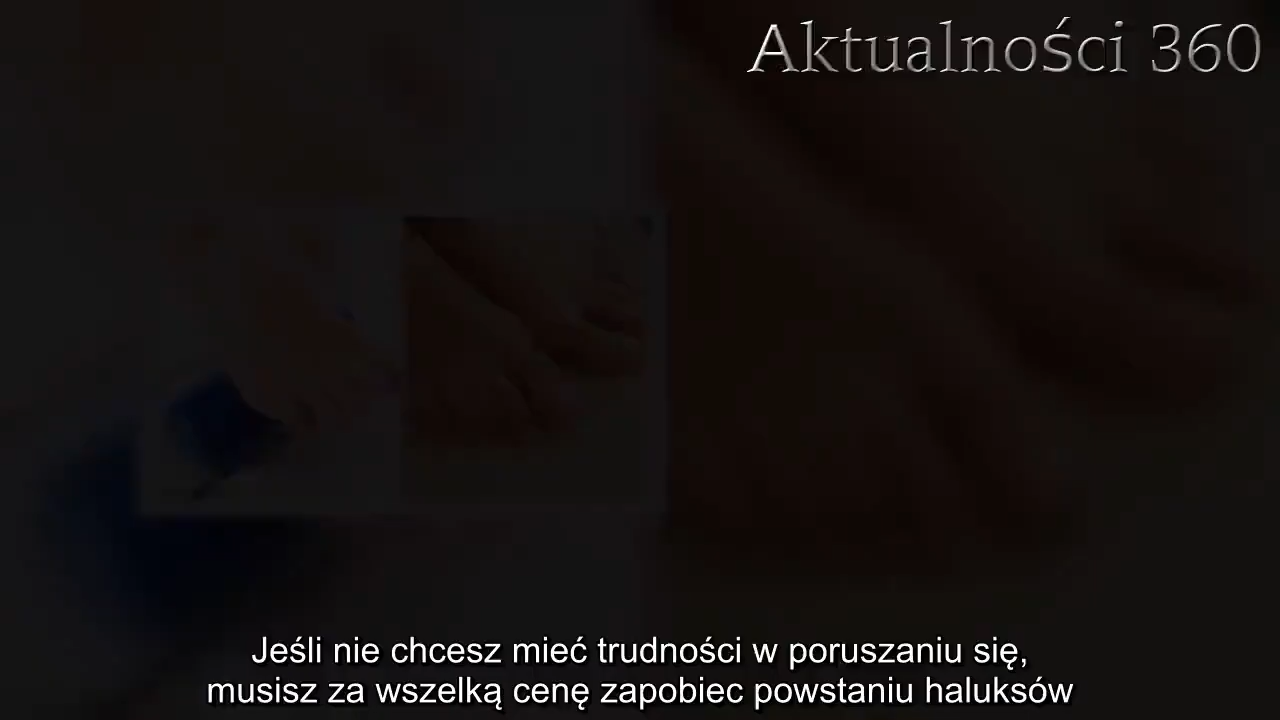 Aktualności 360
Jeśli nie chcesz mieć trudności w poruszaniu się,
musisz za wszelką cenę zapobiec powstaniu haluksów